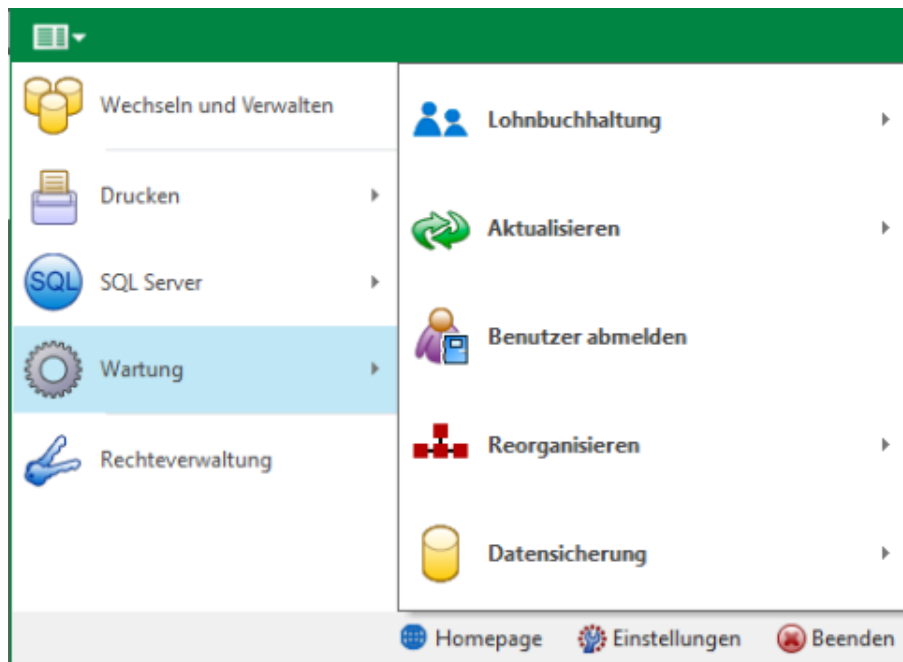 Wechseln und Verwalten
Drucken
SQL
SQL Server
Wartung
Rechteverwaltung
Lohnbuchhaltung
Aktualisieren
Benutzer abmelden
Reorganisieren
Datensicherung
Homepage Einstellungen Beenden